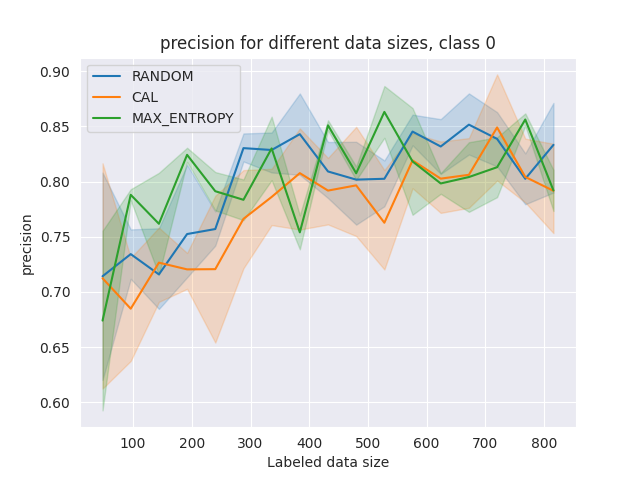 precision for different data sizes, class 0
RANDOM
CAL
MAX_ENTROPY
precision
0.90
0.85
0.80
0.75
0.70
0.65
0.60
100 200 300 400 500 600 700 800
Labeled data size